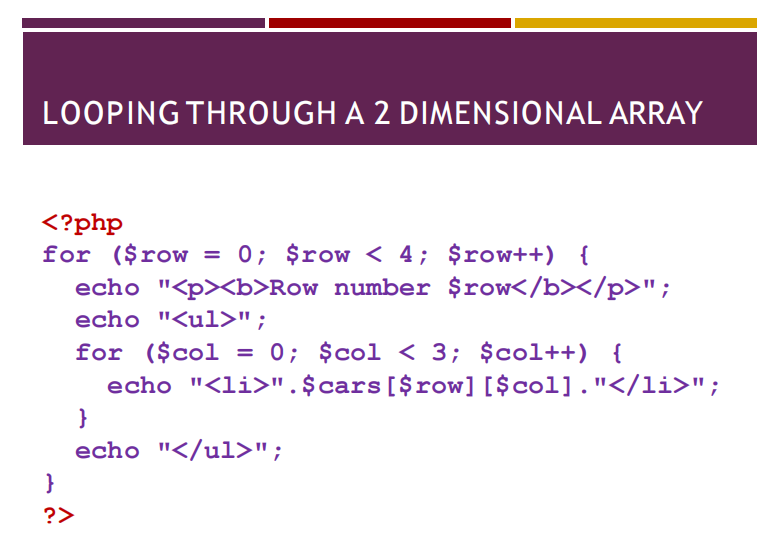 LOOPING THROUGH A 2 DIMENSIONAL ARRAY
<?php
for ($row = 0; $row < 4; $row++) {
  echo "<p><b>Row number $row</b></p>";
  echo "<ul>";
  for ($col = 0; $col < 3; $col++) {
    echo "<li>".$cars[$row][$col]."</li>";
  }
  echo "</ul>";
}
?>